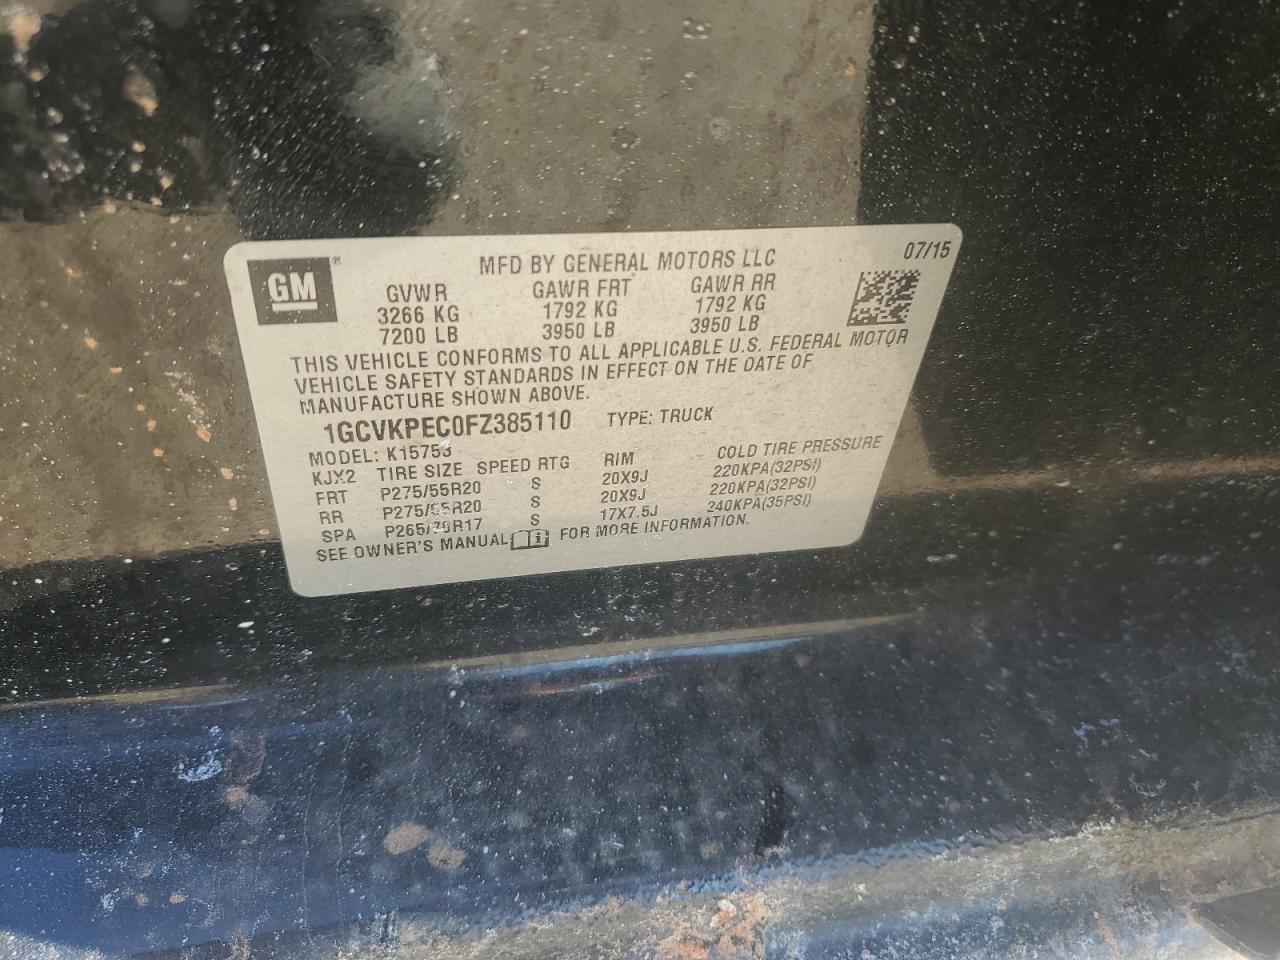 GM®
MFD BY GENERAL MOTORS LLC
07/15
GVWR GAWR FRT GAWR RR
3266 KG 1792 KG 1792 KG
7200 LB 3950 LB 3950 LB
THIS VEHICLE CONFORMS TO ALL APPLICABLE U.S. FEDERAL MOTOR
VEHICLE SAFETY STANDARDS IN EFFECT ON THE DATE OF
MANUFACTURE SHOWN ABOVE.
1GCVKPEC0FZ385110 TYPE: TRUCK
MODEL: K15753
KJX2 TIRE SIZE SPEED RTG RIM COLD TIRE PRESSURE
FRT P275/55R20 S 20X9J 220KPA(32PSI)
RR P275/55R20 S 20X9J 220KPA(32PSI)
SPA P265/70R17 S 17X7.5J 240KPA(35PSI)
SEE OWNER'S MANUAL FOR MORE INFORMATION.